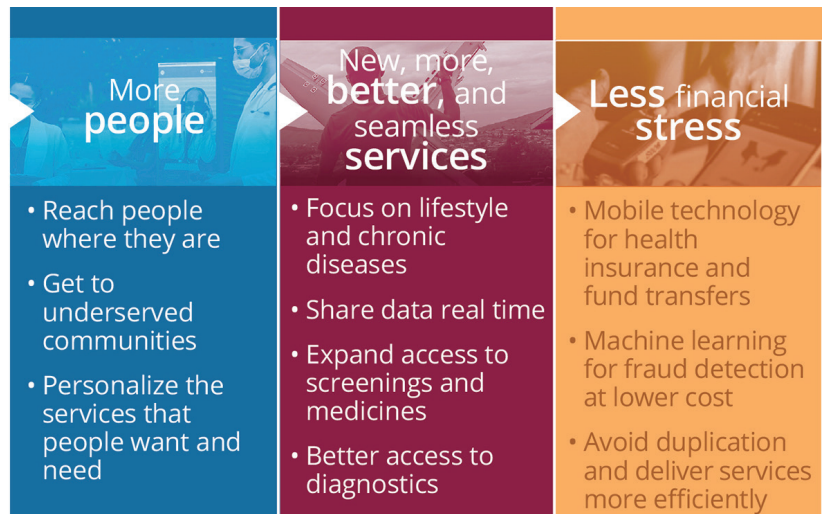 More
people
• Reach people
where they are
• Get to
underserved
communities
• Personalize the
services that
people want and
need
New, more,
better, and
seamless
services
• Focus on lifestyle
and chronic
diseases
• Share data real time
• Expand access to
screenings and
medicines
• Better access to
diagnostics
Less financial
stress
• Mobile technology
for health
insurance and
fund transfers
• Machine learning
for fraud detection
at lower cost
• Avoid duplication
and deliver services
more efficiently